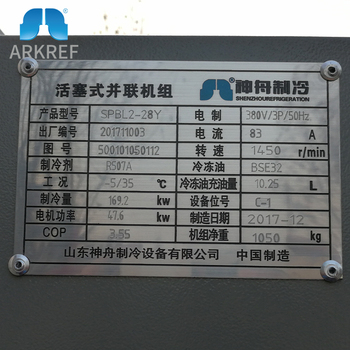 ARKREF
活塞式并联机组
神舟制冷
SHENZHOUREFRIGERATION
产品型号 SPBL2-28Y 电制 380V/3P/50Hz
出厂编号 201711003 电流 83 A
图号 500101050112 转速 1450 r/min
制冷剂 R507A 冷冻油 BSE32
工况 -5/35 ℃ 冷冻油充油量 10.25 L
制冷量 169.2 kw 设备位号 C-1
电机功率 47.6 kw 制造日期 2017-12
COP 3.55 机组净重 1050 kg
山东神舟制冷设备有限公司 中国制造